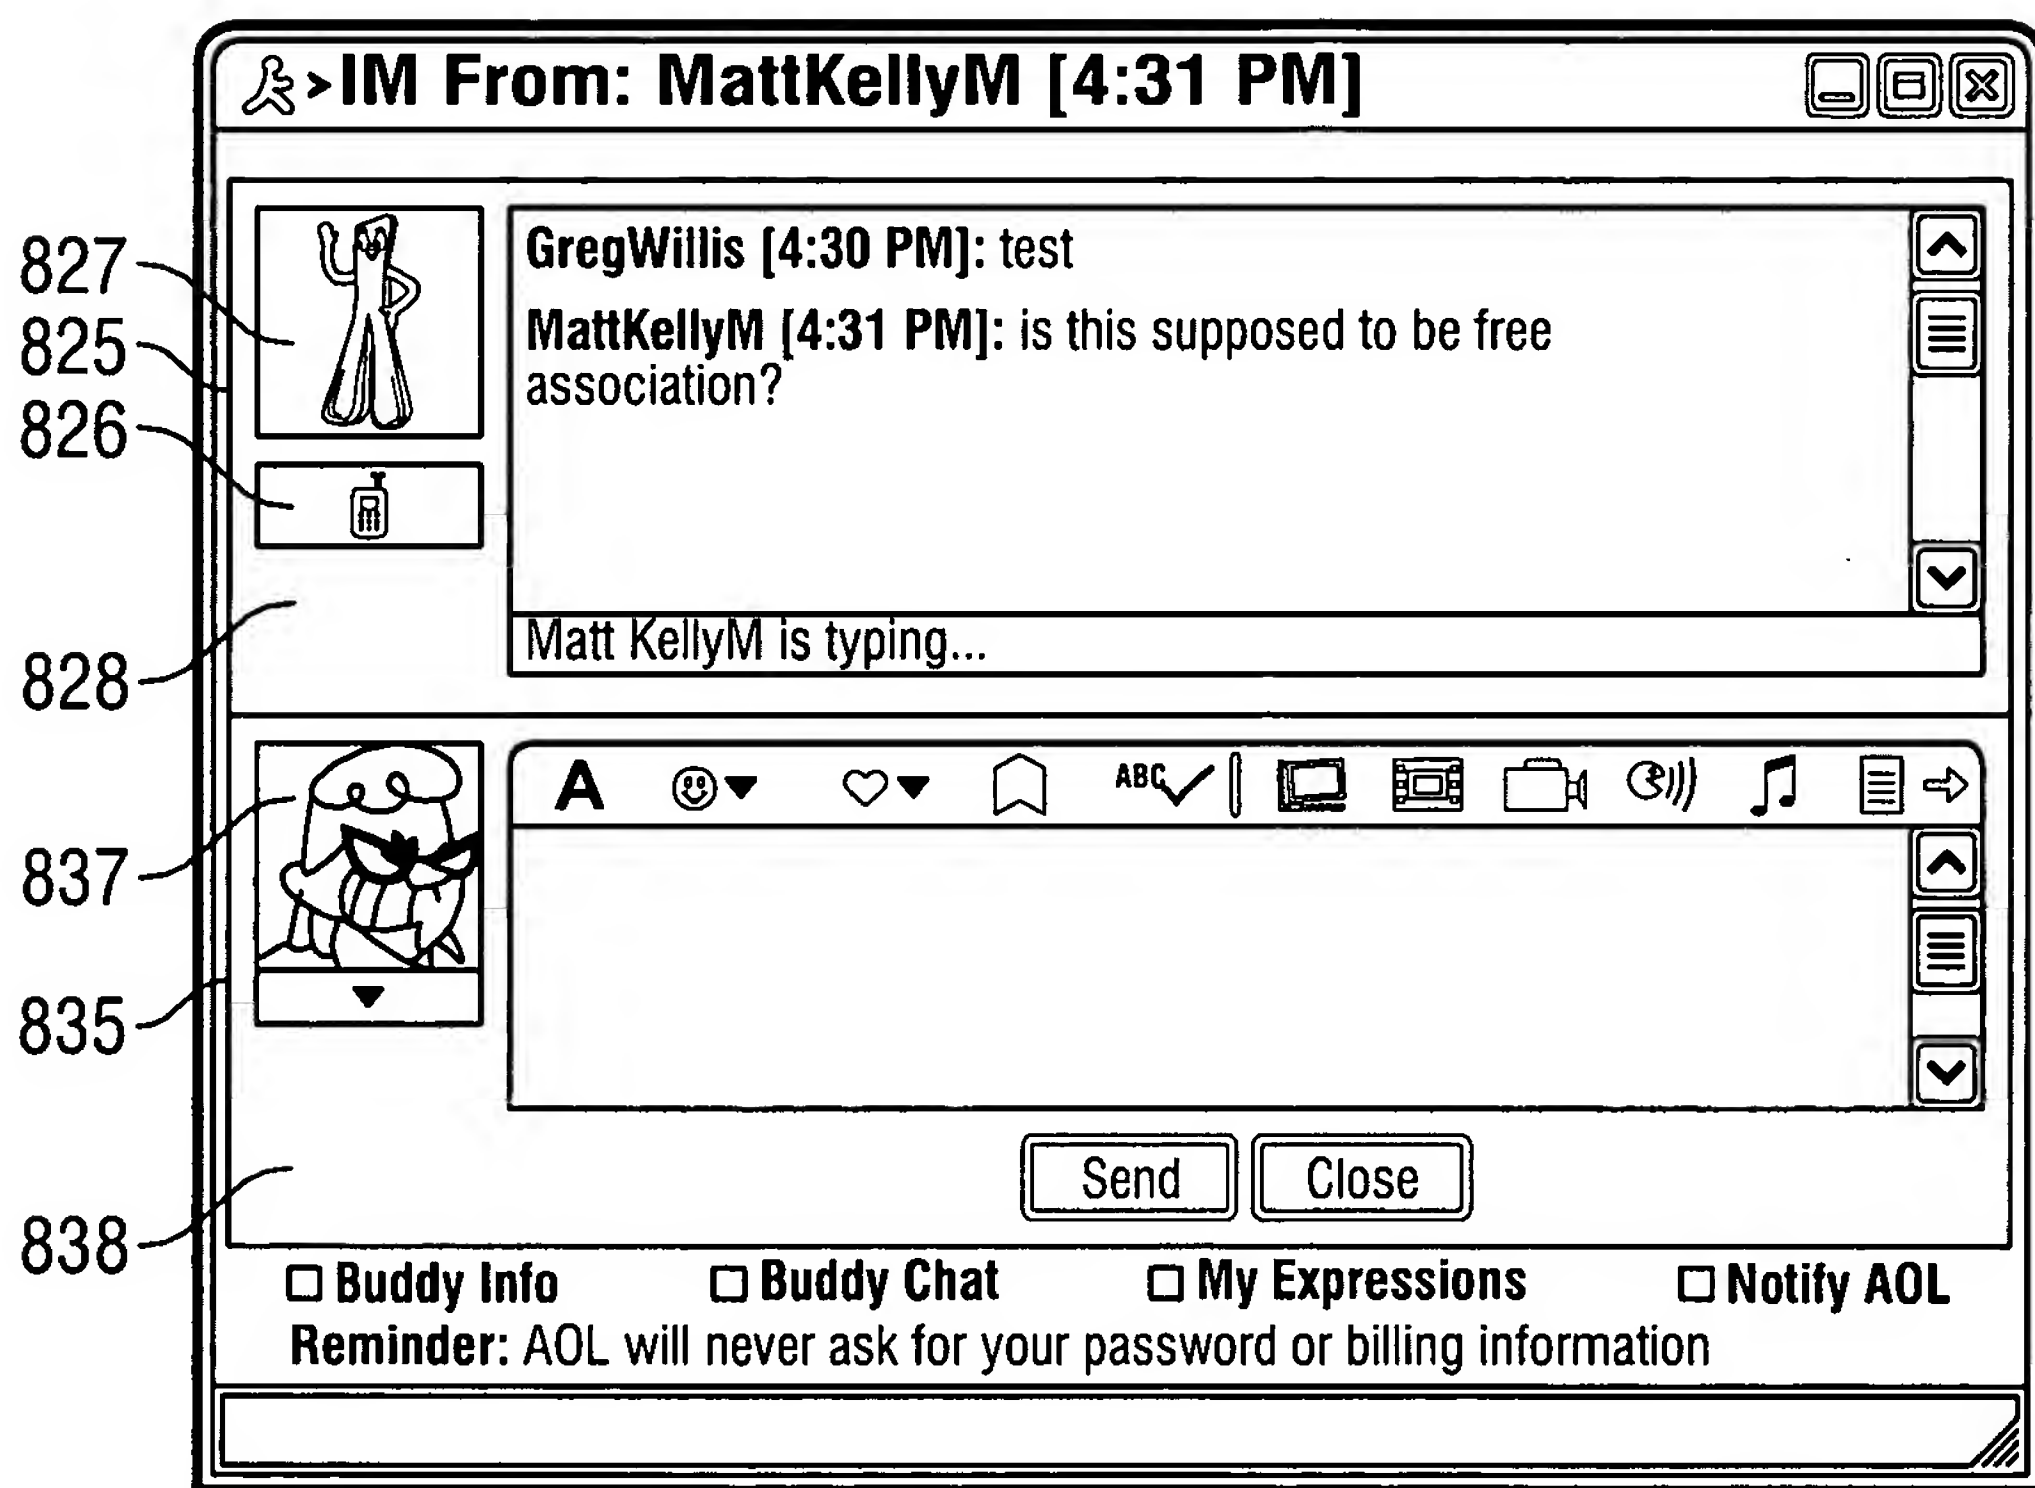 >IM From: MattKellyM [4:31 PM]
827
825
826
828
GregWillis [4:30 PM]: test
MattKellyM [4:31 PM]: is this supposed to be free
association?
Matt KellyM is typing...
837
835
838
A
ABC
Send Close
Buddy Info Buddy Chat My Expressions Notify AOL
Reminder: AOL will never ask for your password or billing information